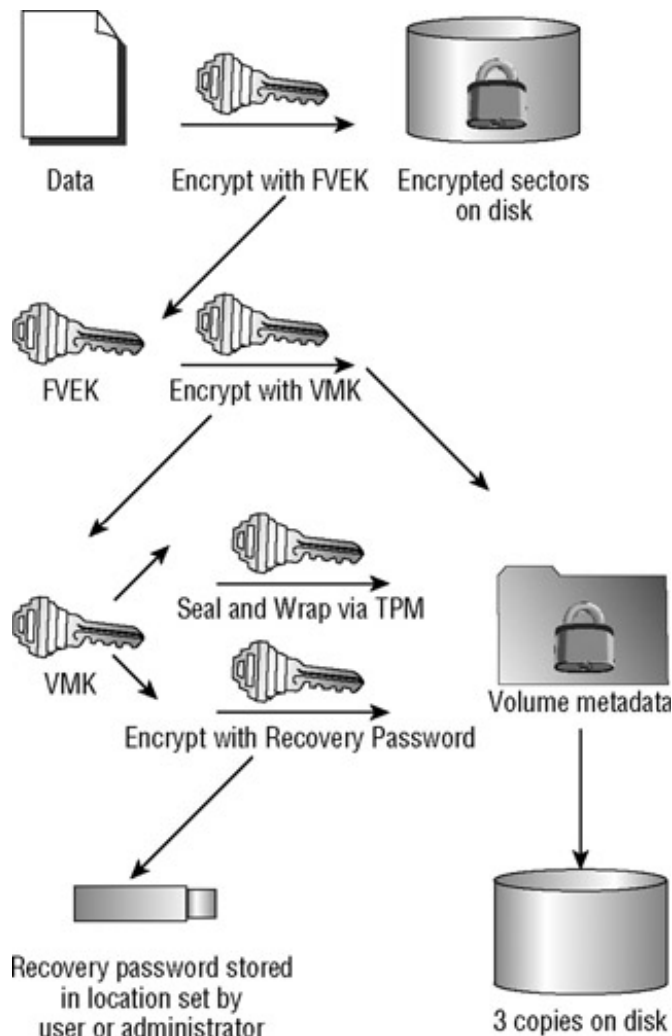 Data
Encrypt with FVEK
Encrypted sectors
on disk
FVEK
Encrypt with VMK
Seal and Wrap via TPM
VMK
Encrypt with Recovery Password
Volume metadata
Recovery password stored
in location set by
user or administrator
3 copies on disk